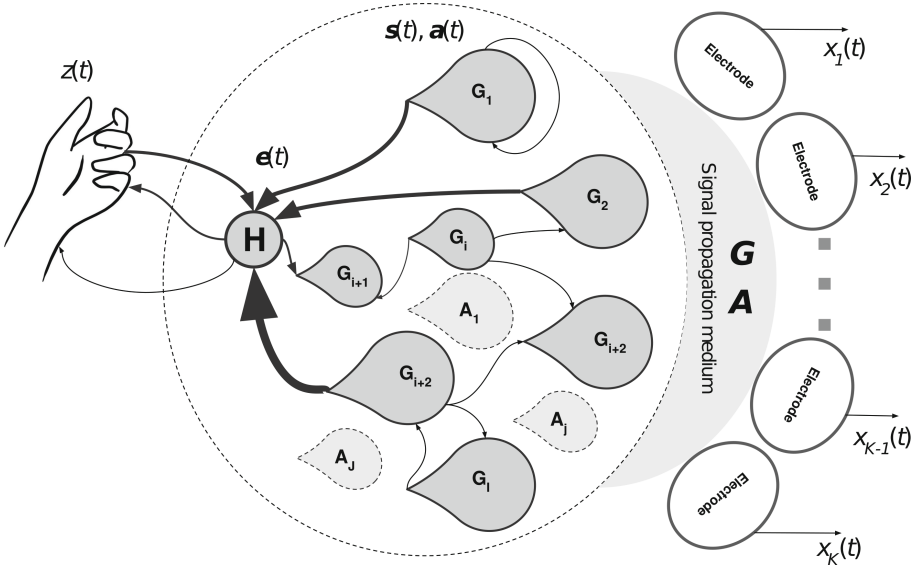 s(t), a(t)
z(t)
e(t)
H
G1
G2
Gi
Gi+1
A1
Gi+2
Gi+2
Aj
AJ
GI
Signal propagation medium
G
A
Electrode
x1(t)
Electrode
x2(t)
Electrode
xK-1(t)
Electrode
xK(t)